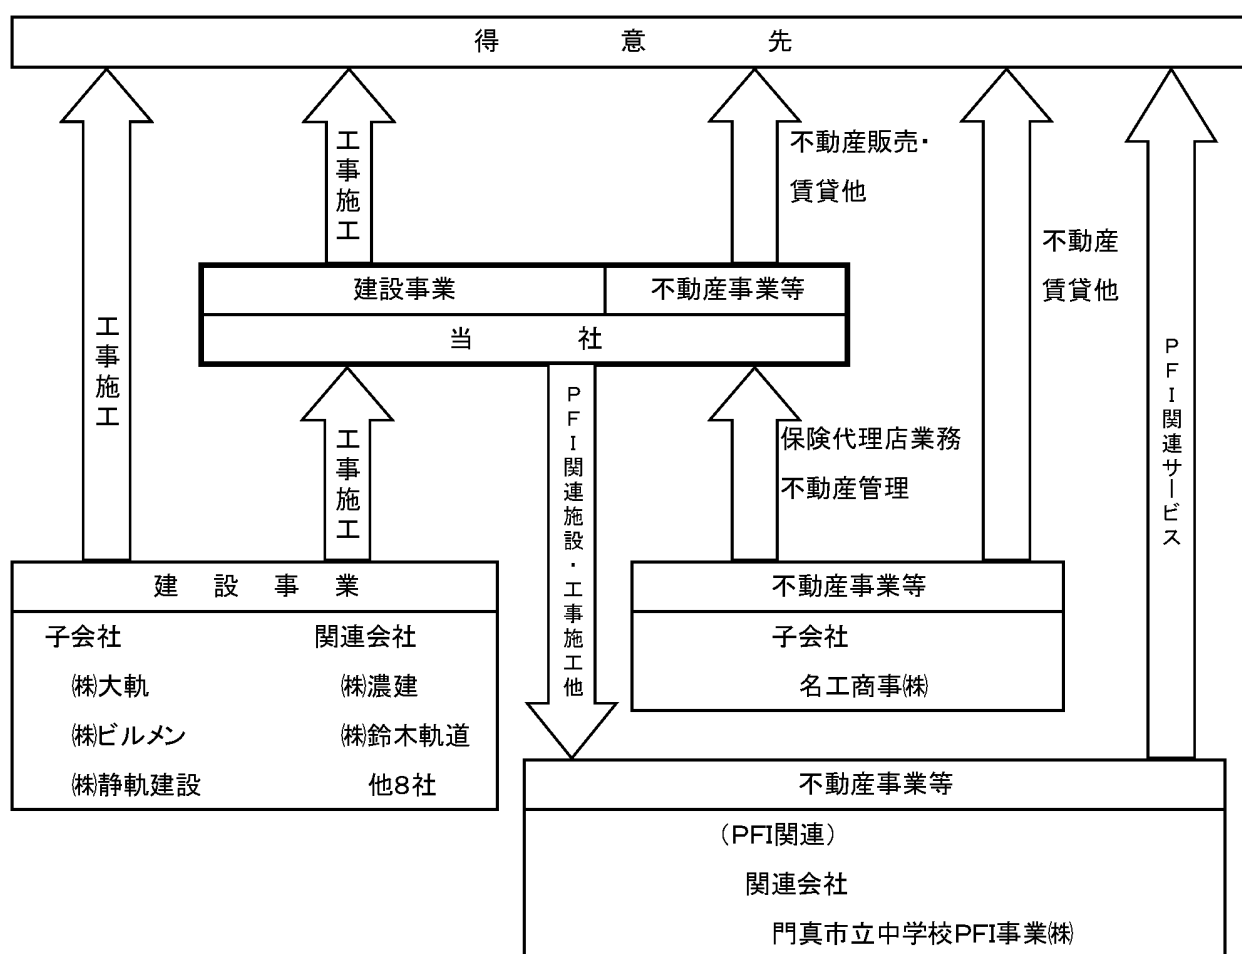 得意先
工事施工
工事施工
不動産販売・
賃貸他
不動産
賃貸他
PFI関連サービス
建設事業
不動産事業等
当社
工事施工
PFI関連施設・工事施工他
保険代理店業務
不動産管理
建設事業
子会社
関連会社
㈱大軌
㈱濃建
㈱ビルメン
㈱鈴木軌道
㈱静軌建設
他8社
不動産事業等
子会社
名工商事㈱
不動産事業等
（PFI関連）
関連会社
門真市立中学校PFI事業㈱